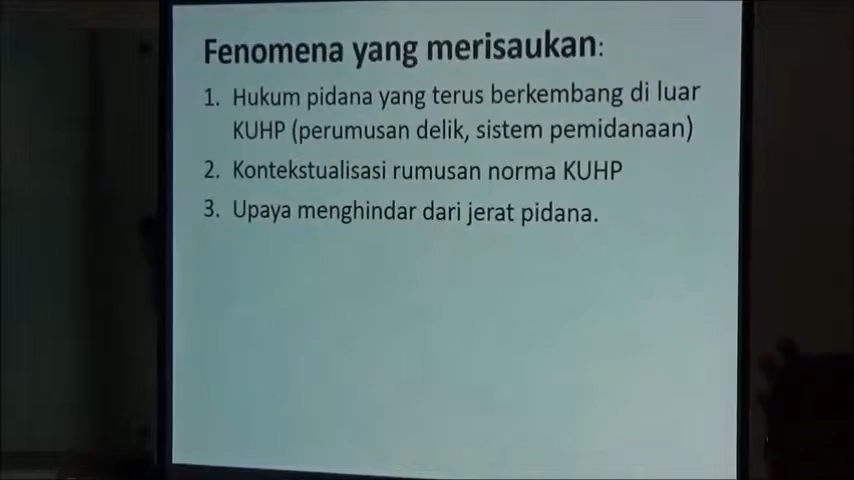 Fenomena yang merisaukan:
1. Hukum pidana yang terus berkembang di luar
KUHP (perumusan delik, sistem pemidanaan)
2. Kontekstualisasi rumusan norma KUHP
3. Upaya menghindar dari jerat pidana.